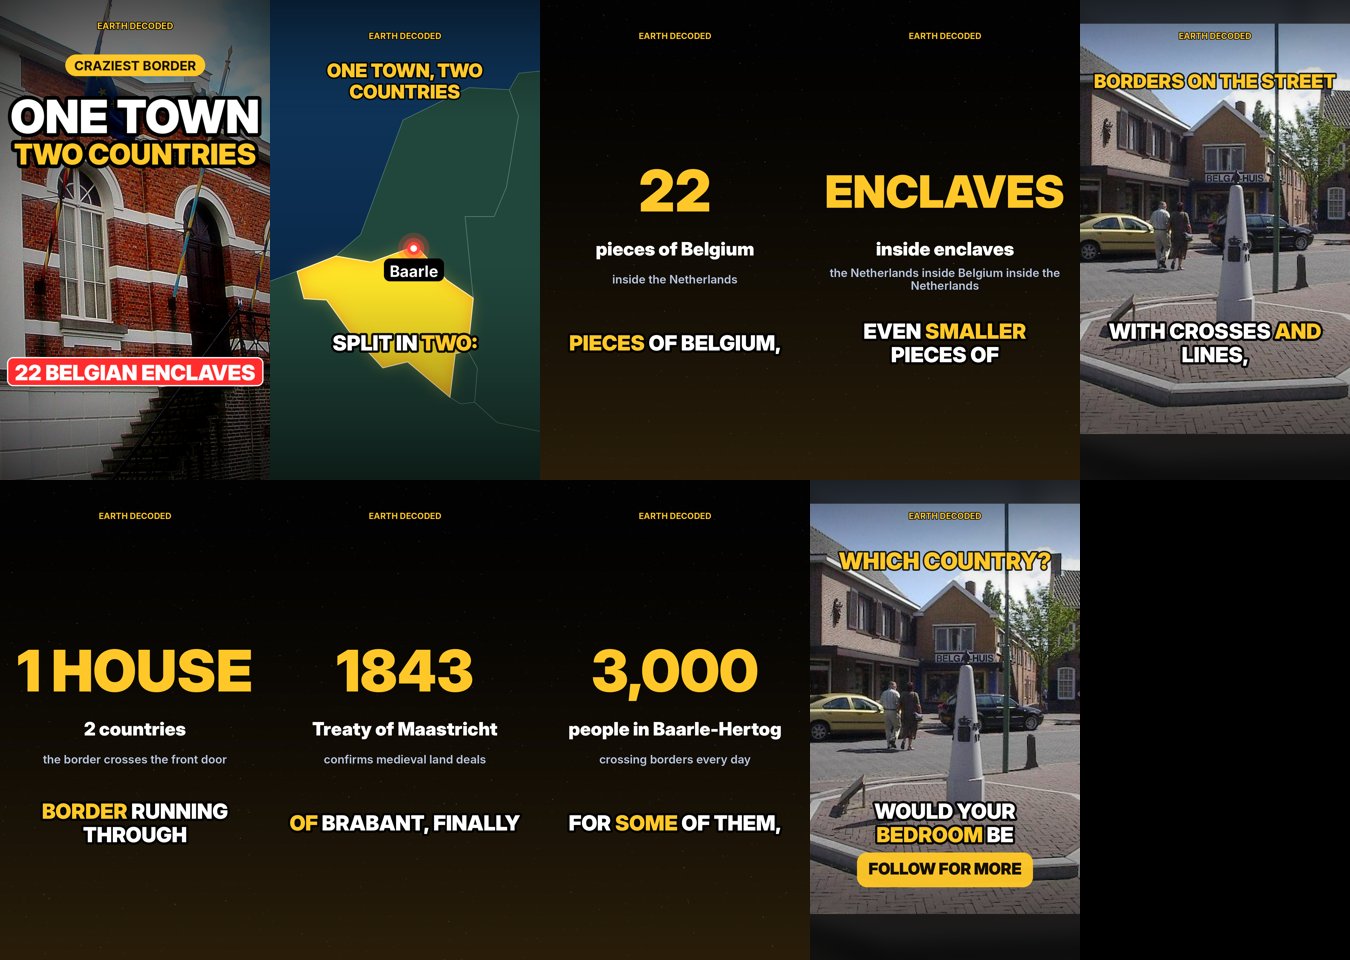 EARTH DECODED
CRAZIEST BORDER
ONE TOWN
TWO COUNTRIES
22 BELGIAN ENCLAVES
EARTH DECODED
ONE TOWN, TWO
COUNTRIES
Baarle
SPLIT IN TWO:
EARTH DECODED
22
pieces of Belgium
inside the Netherlands
PIECES OF BELGIUM,
EARTH DECODED
ENCLAVES
inside enclaves
the Netherlands inside Belgium inside the
Netherlands
EVEN SMALLER
PIECES OF
EARTH DECODED
BORDERS ON THE STREET
WITH CROSSES AND
LINES,
EARTH DECODED
1 HOUSE
2 countries
the border crosses the front door
BORDER RUNNING
THROUGH
EARTH DECODED
1843
Treaty of Maastricht
confirms medieval land deals
OF BRABANT, FINALLY
EARTH DECODED
3,000
people in Baarle-Hertog
crossing borders every day
FOR SOME OF THEM,
EARTH DECODED
WHICH COUNTRY?
WOULD YOUR
BEDROOM BE
FOLLOW FOR MORE